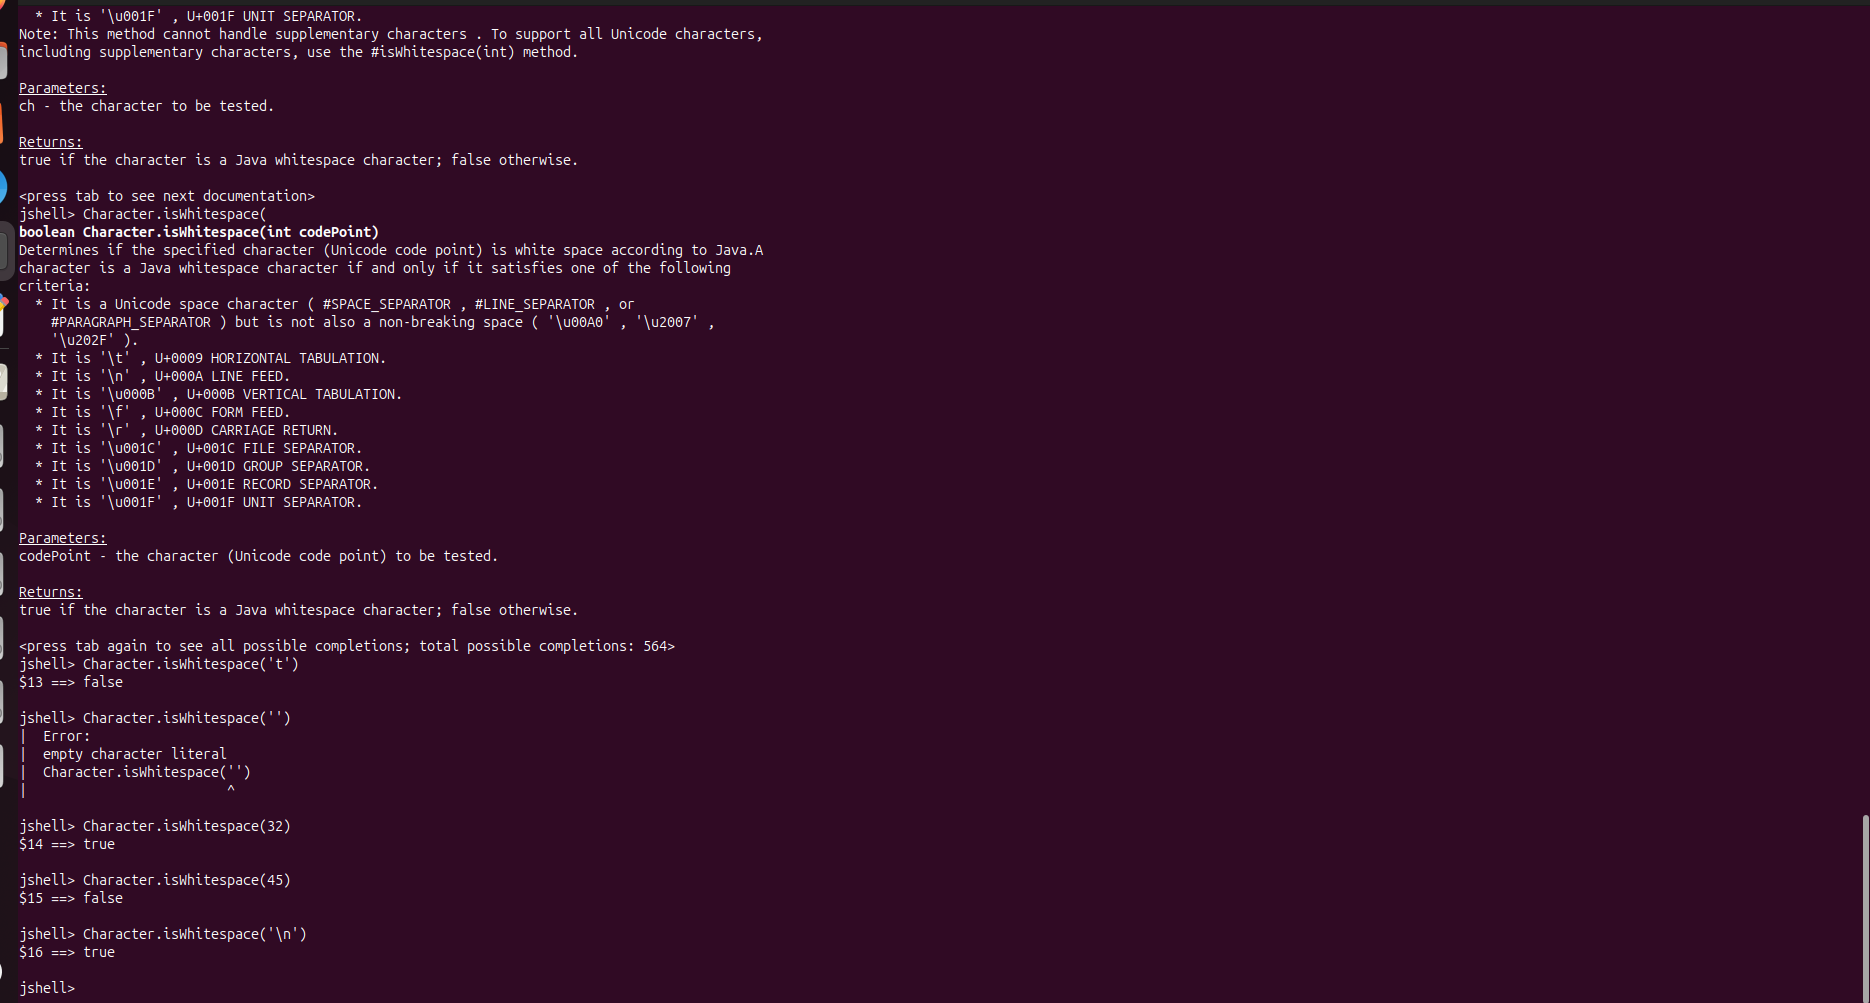 * It is '\u001F' , U+001F UNIT SEPARATOR.
Note: This method cannot handle supplementary characters . To support all Unicode characters,
including supplementary characters, use the #isWhitespace(int) method.
Parameters:
ch - the character to be tested.
Returns:
true if the character is a Java whitespace character; false otherwise.
<press tab to see next documentation>
jshell> Character.isWhitespace(
boolean Character.isWhitespace(int codePoint)
Determines if the specified character (Unicode code point) is white space according to Java.A
character is a Java whitespace character if and only if it satisfies one of the following
criteria:
* It is a Unicode space character ( #SPACE_SEPARATOR , #LINE_SEPARATOR , or
#PARAGRAPH_SEPARATOR ) but is not also a non-breaking space ( '\u00A0' , '\u2007' ,
'\u202F' ).
* It is '\t' , U+0009 HORIZONTAL TABULATION.
* It is '\n' , U+000A LINE FEED.
* It is '\u000B' , U+000B VERTICAL TABULATION.
* It is '\f' , U+000C FORM FEED.
* It is '\r' , U+000D CARRIAGE RETURN.
* It is '\u001C' , U+001C FILE SEPARATOR.
* It is '\u001D' , U+001D GROUP SEPARATOR.
* It is '\u001E' , U+001E RECORD SEPARATOR.
* It is '\u001F' , U+001F UNIT SEPARATOR.
Parameters:
codePoint - the character (Unicode code point) to be tested.
Returns:
true if the character is a Java whitespace character; false otherwise.
<press tab again to see all possible completions; total possible completions: 564>
jshell> Character.isWhitespace('t')
$13 ==> false
jshell> Character.isWhitespace('')
|  Error:
|  empty character literal
|  Character.isWhitespace('')
|                         ^
jshell> Character.isWhitespace(32)
$14 ==> true
jshell> Character.isWhitespace(45)
$15 ==> false
jshell> Character.isWhitespace('\n')
$16 ==> true
jshell>